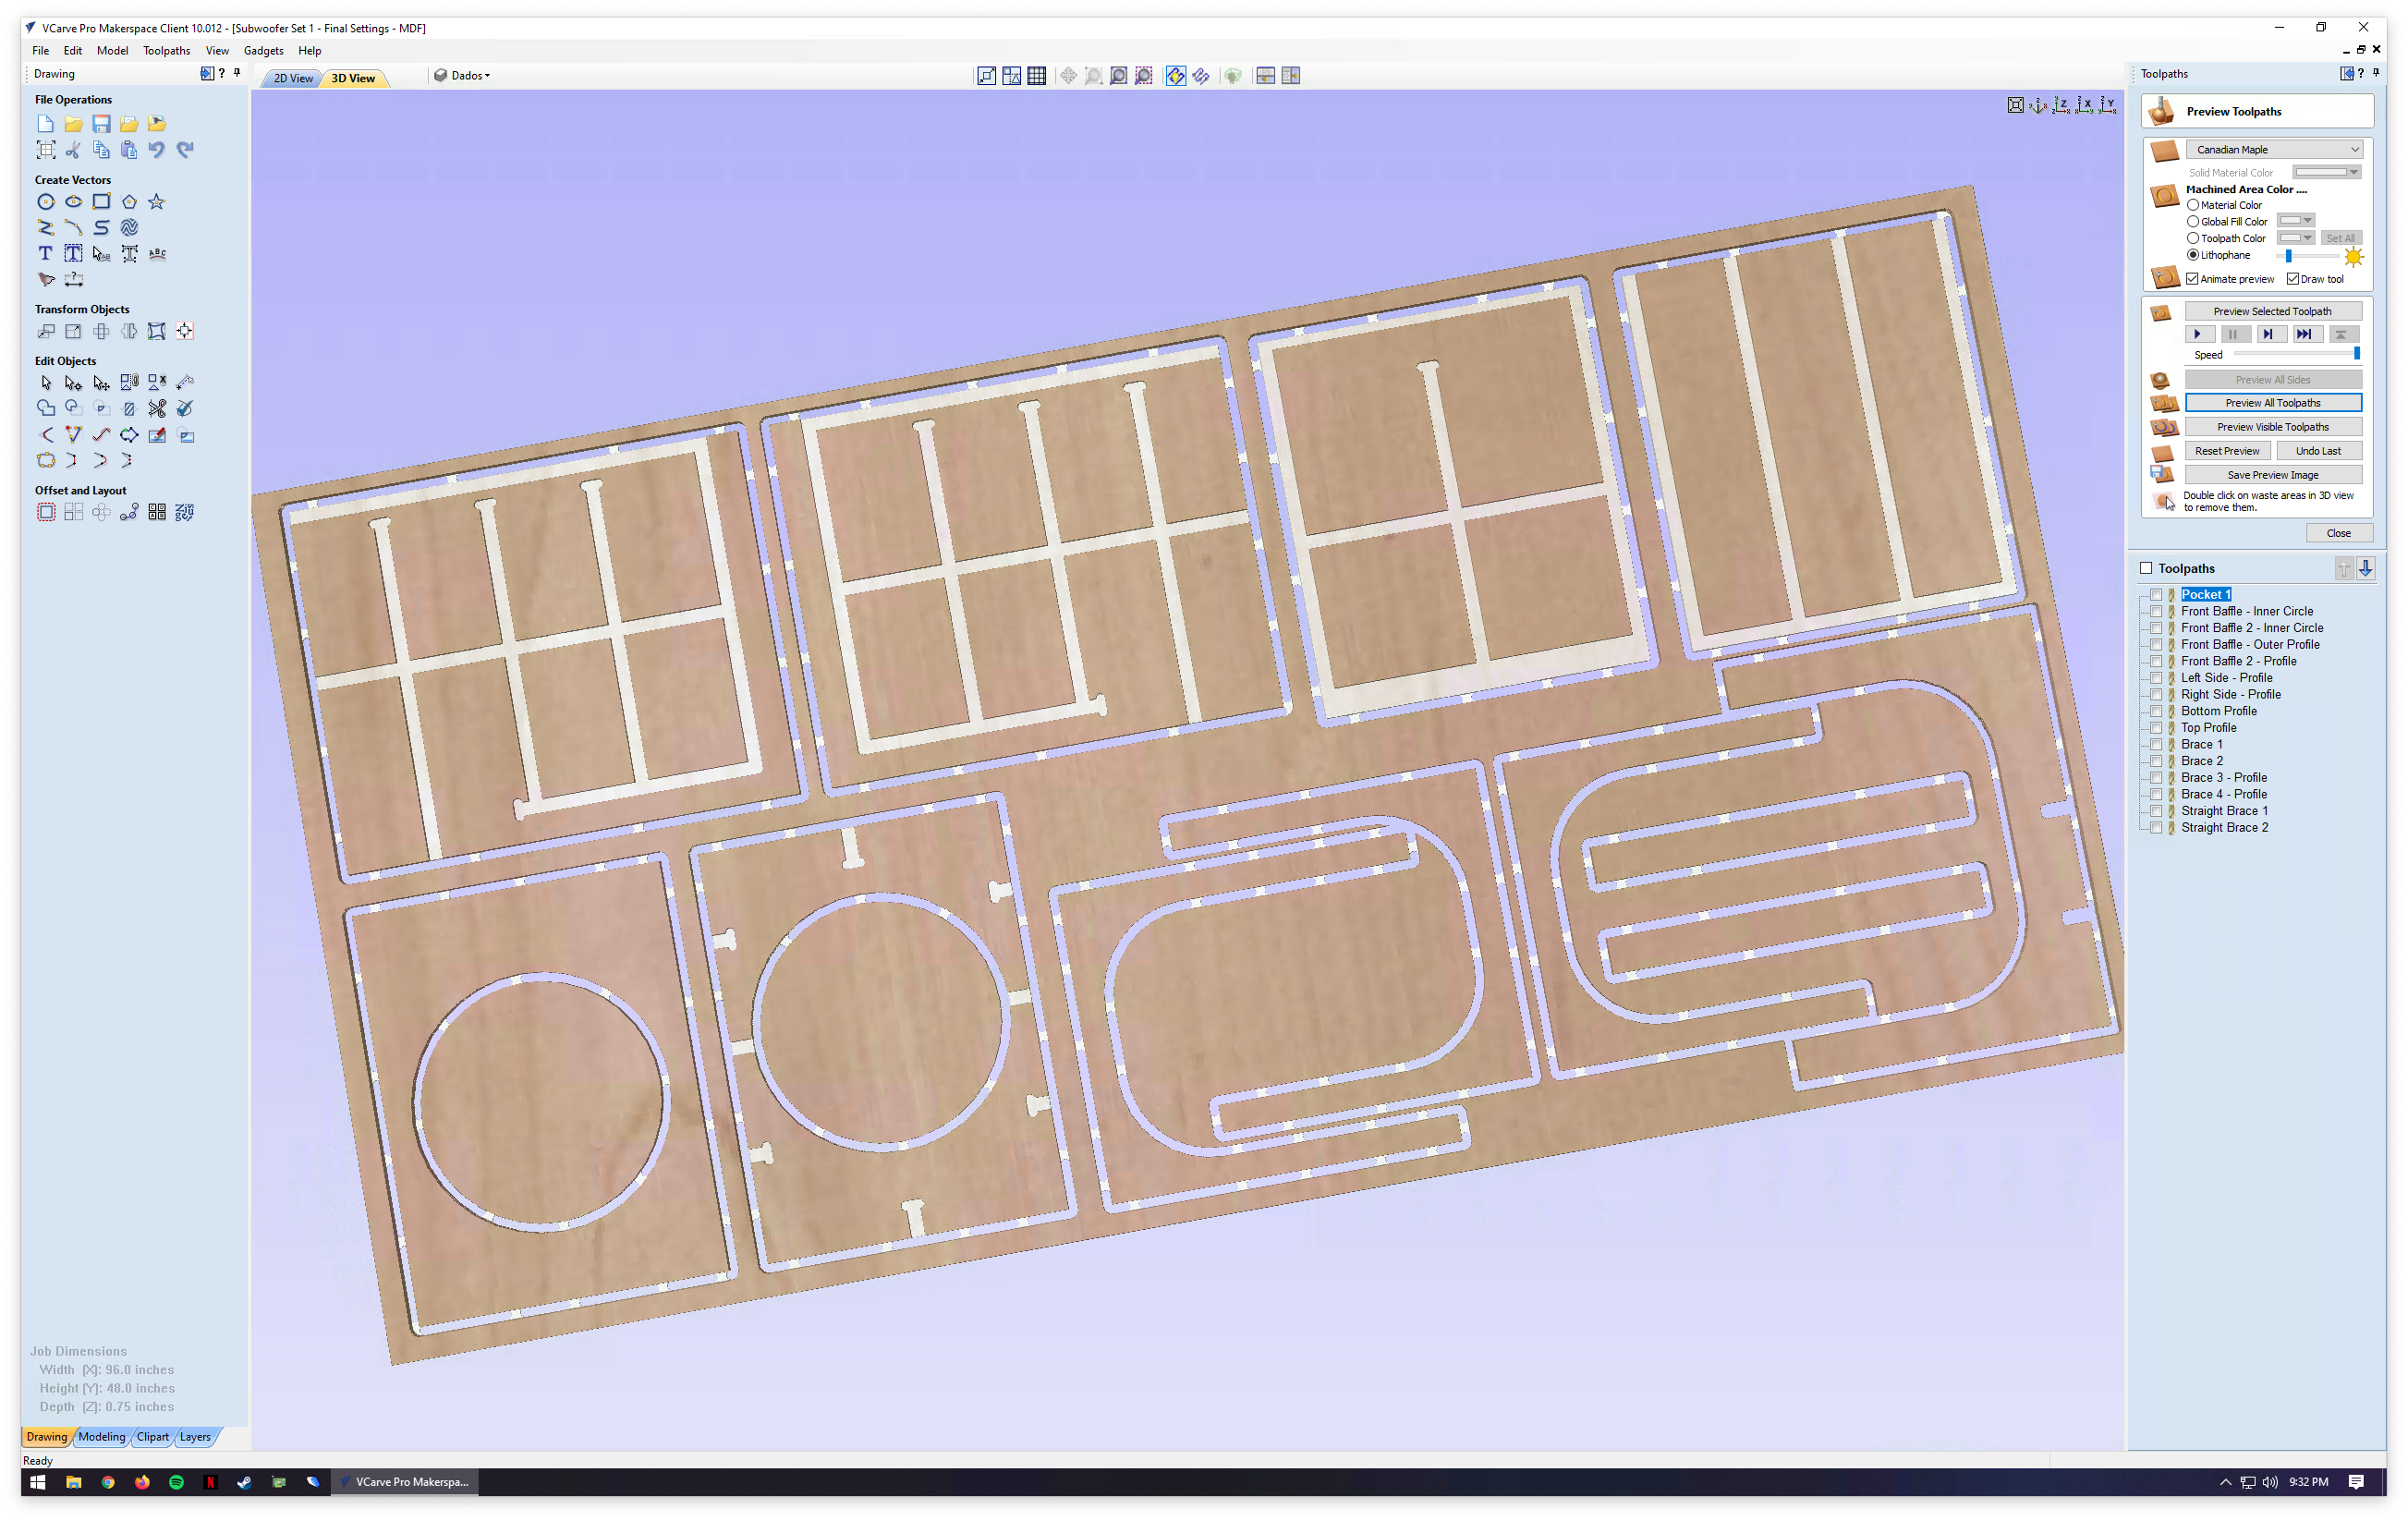 VCarve Pro Makerspace Client 10.012 - [Subwoofer Set 1 - Final Settings - MDF]
File Edit Model Toolpaths View Gadgets Help
Drawing
2D View 3D View Dados
File Operations
Create Vectors
Transform Objects
Edit Objects
Offset and Layout
Job Dimensions
Width (X): 96.0 inches
Height (Y): 48.0 inches
Depth (Z): 0.75 inches
Drawing Modeling Clipart Layers
Ready
Toolpaths
Preview Toolpaths
Canadian Maple
Solid Material Color
Machined Area Color ....
Material Color
Global Fill Color
Toolpath Color Set All
Lithophane
Animate preview Draw tool
Preview Selected Toolpath
Speed
Preview All Sides
Preview All Toolpaths
Preview Visible Toolpaths
Reset Preview Undo Last
Save Preview Image
Double click on waste areas in 3D view
to remove them.
Close
Toolpaths
Pocket 1
Front Baffle - Inner Circle
Front Baffle 2 - Inner Circle
Front Baffle - Outer Profile
Front Baffle 2 - Profile
Left Side - Profile
Right Side - Profile
Bottom Profile
Top Profile
Brace 1
Brace 2
Brace 3 - Profile
Brace 4 - Profile
Straight Brace 1
Straight Brace 2
VCarve Pro Makerspa...
9:32 PM